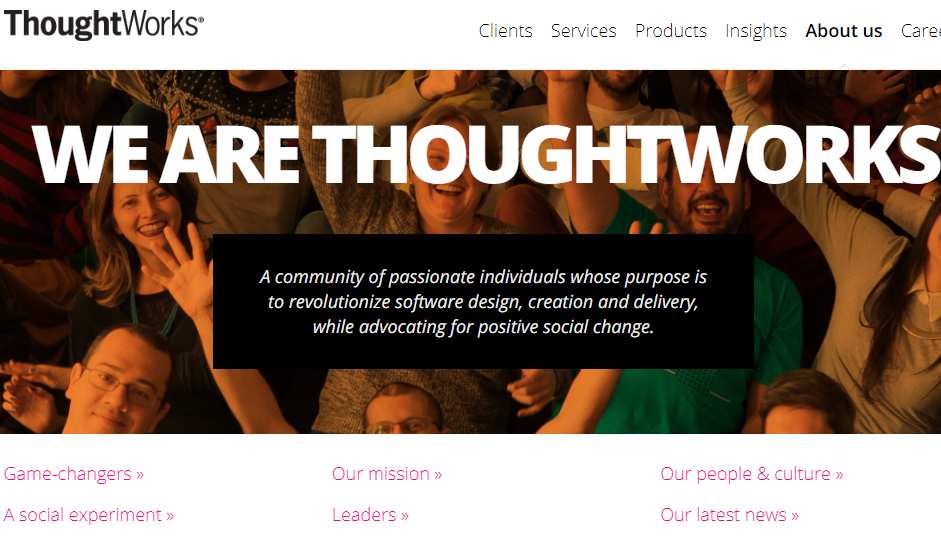 ThoughtWorks®
Clients Services Products Insights About us Caree
WE ARE THOUGHTWORKS
A community of passionate individuals whose purpose is
to revolutionize software design, creation and delivery,
while advocating for positive social change.
Game-changers » Our mission » Our people & culture »
A social experiment » Leaders » Our latest news »